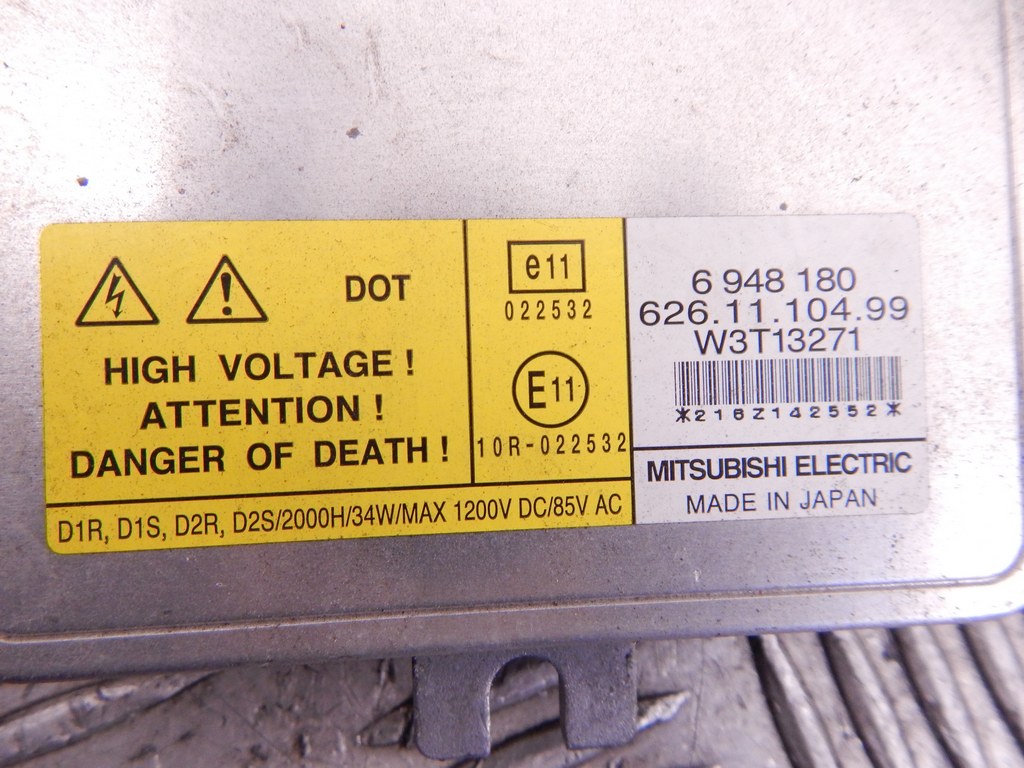 DOT
HIGH VOLTAGE !
ATTENTION !
DANGER OF DEATH !
e11
022532
E11
10R-022532
D1R, D1S, D2R, D2S/2000H/34W/MAX 1200V DC/85V AC
6 948 180
626.11.104.99
W3T13271
*216Z142552*
MITSUBISHI ELECTRIC
MADE IN JAPAN